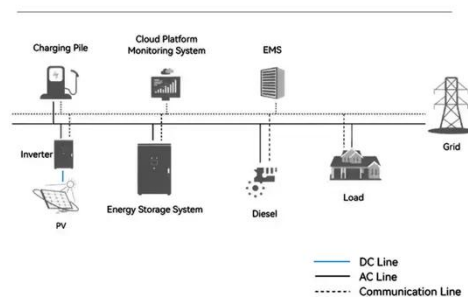 Charging Pile
Cloud Platform
Monitoring System
EMS
Grid
Inverter
PV
Energy Storage System
Diesel
Load
DC Line
AC Line
Communication Line